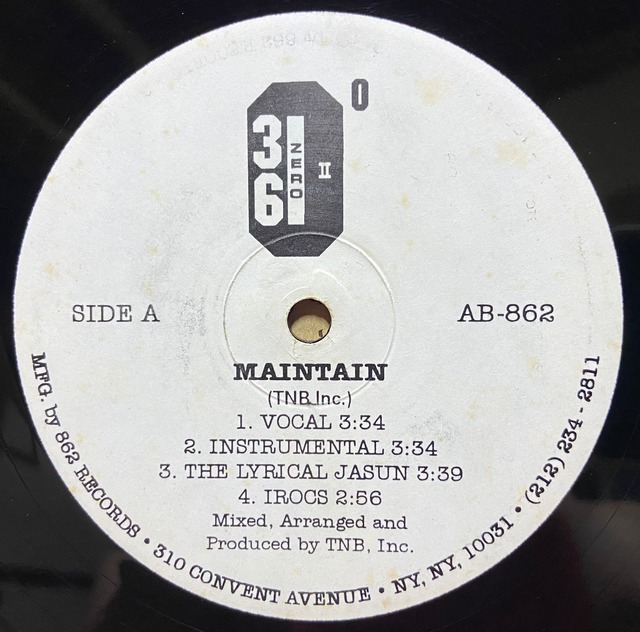 0
36
ZERO
II
SIDE A
AB-862
MAINTAIN
(TNB Inc.)
1. VOCAL 3:34
2. INSTRUMENTAL 3:34
3. THE LYRICAL JASUN 3:39
4. IROCS 2:56
Mixed, Arranged and
Produced by TNB, Inc.
MFG. by 862 RECORDS • 310 CONVENT AVENUE • NY, NY, 10031 • (212) 234-2811